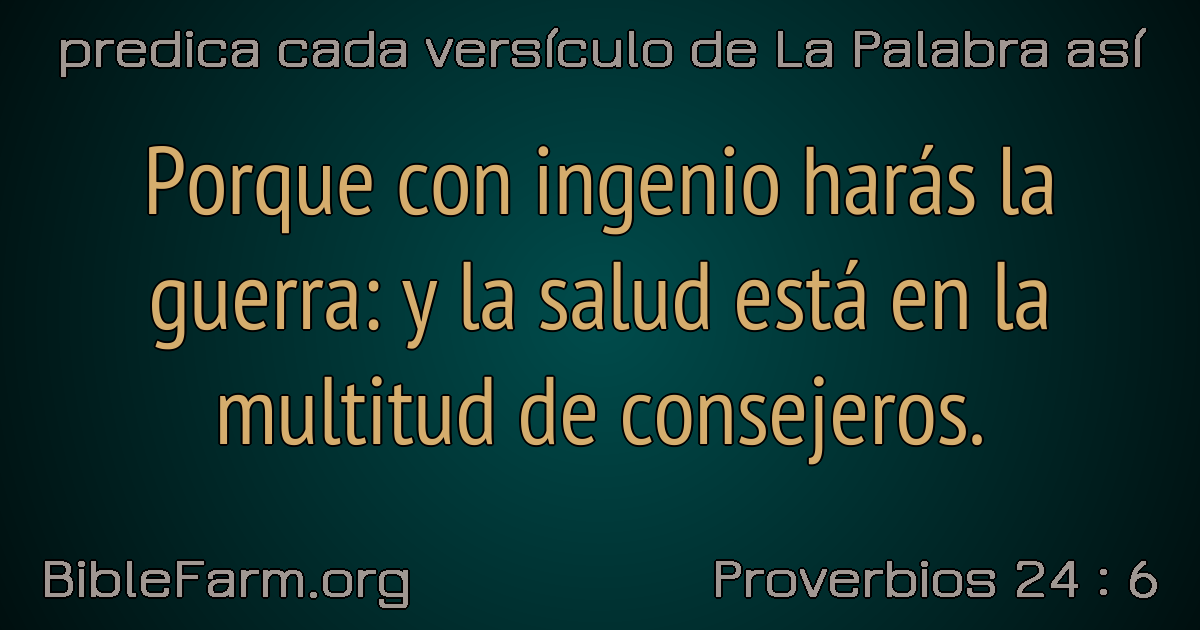 predica cada versículo de La Palabra así
Porque con ingenio harás la
guerra: y la salud está en la
multitud de consejeros.
BibleFarm.org
Proverbios 24 : 6